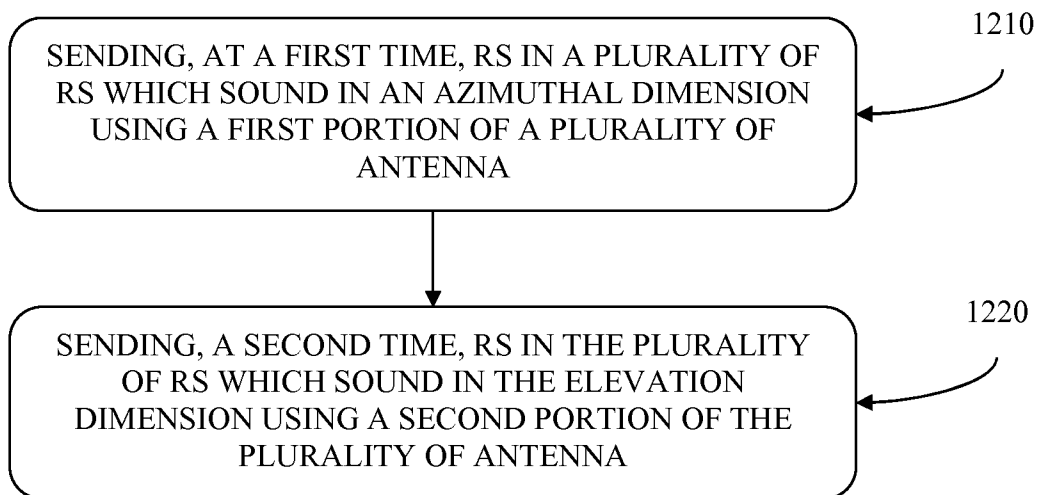 1210
SENDING, AT A FIRST TIME, RS IN A PLURALITY OF
RS WHICH SOUND IN AN AZIMUTHAL DIMENSION
USING A FIRST PORTION OF A PLURALITY OF
ANTENNA
1220
SENDING, A SECOND TIME, RS IN THE PLURALITY
OF RS WHICH SOUND IN THE ELEVATION
DIMENSION USING A SECOND PORTION OF THE
PLURALITY OF ANTENNA